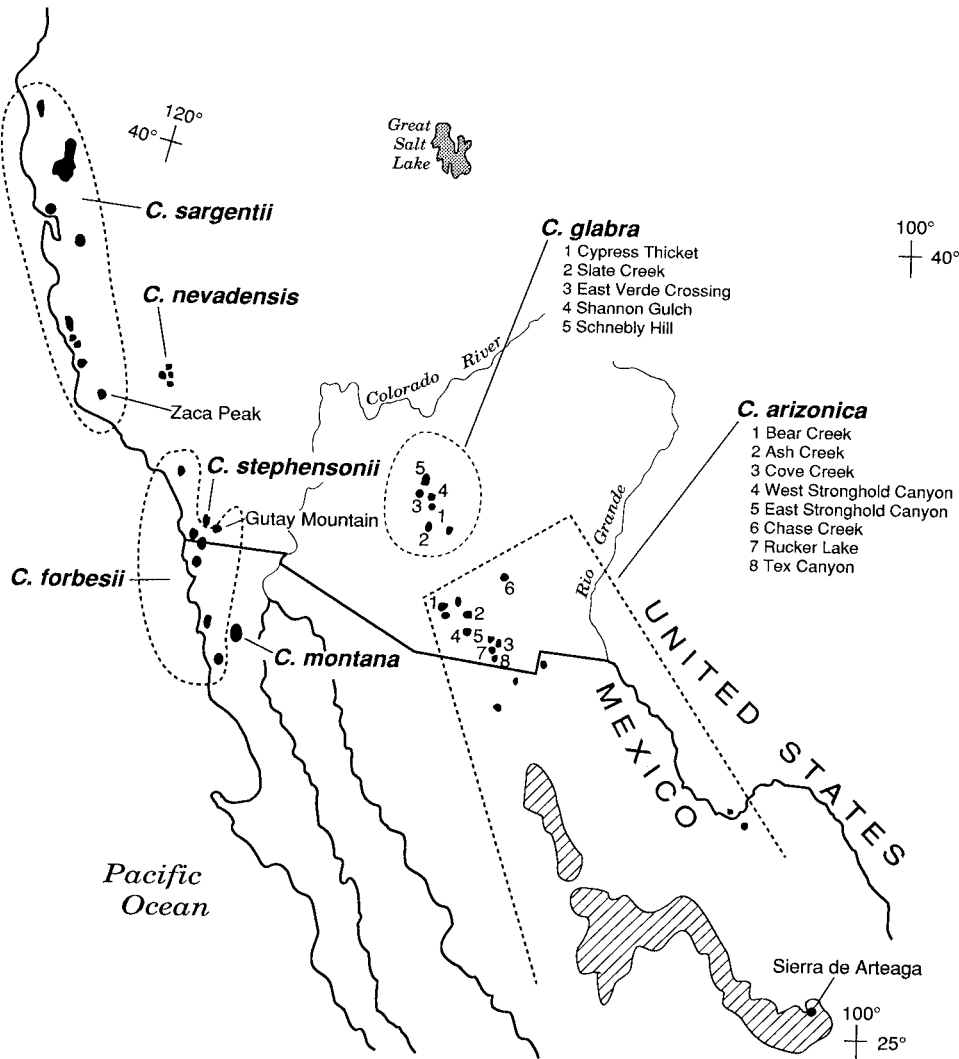 120°
40°
Great
Salt
Lake
C. sargentii
C. glabra
1 Cypress Thicket
2 Slate Creek
3 East Verde Crossing
4 Shannon Gulch
5 Schnebly Hill
100°
40°
C. nevadensis
Colorado River
Zaca Peak
C. arizonica
1 Bear Creek
2 Ash Creek
3 Cove Creek
4 West Stronghold Canyon
5 East Stronghold Canyon
6 Chase Creek
7 Rucker Lake
8 Tex Canyon
C. stephensonii
Gutay Mountain
5
4
3
1
2
Rio Grande
C. forbesii
6
1
2
4
5
3
7
8
C. montana
UNITED STATES
MEXICO
Pacific
Ocean
Sierra de Arteaga
100°
25°